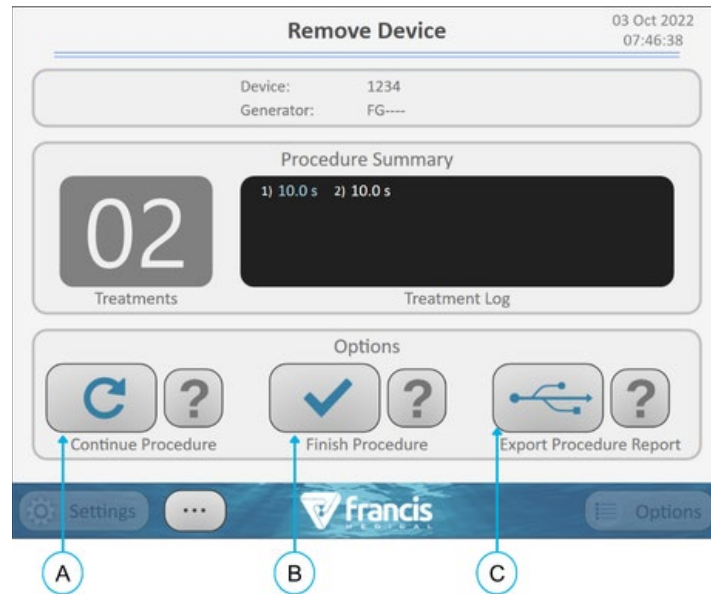 Remove Device
03 Oct 2022
07:46:38
Device: 1234
Generator: FG----
Procedure Summary
02
1) 10.0 s 2) 10.0 s
Treatments
Treatment Log
Options
? ? ?
Continue Procedure
Finish Procedure
Export Procedure Report
Settings
...
francis
MEDICAL
Options
A
B
C